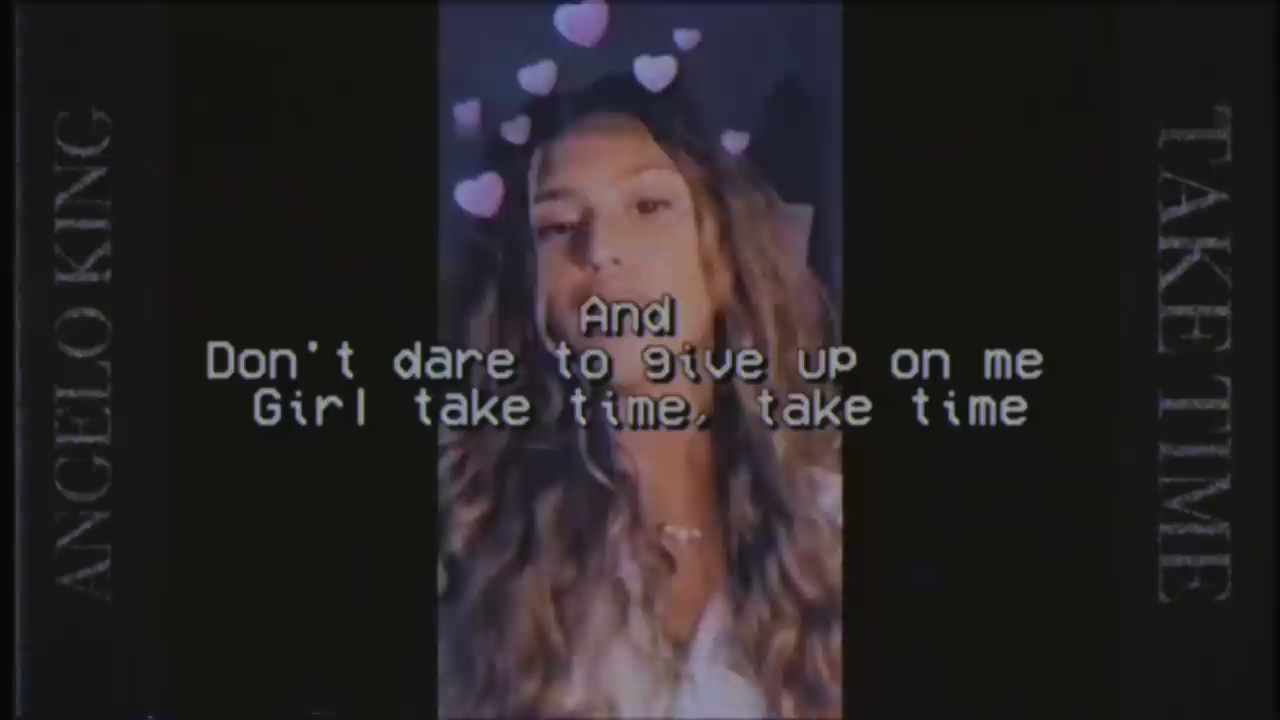 ANGELO KING
And
Don't dare to give up on me
Girl take time, take time
TAKE TIME